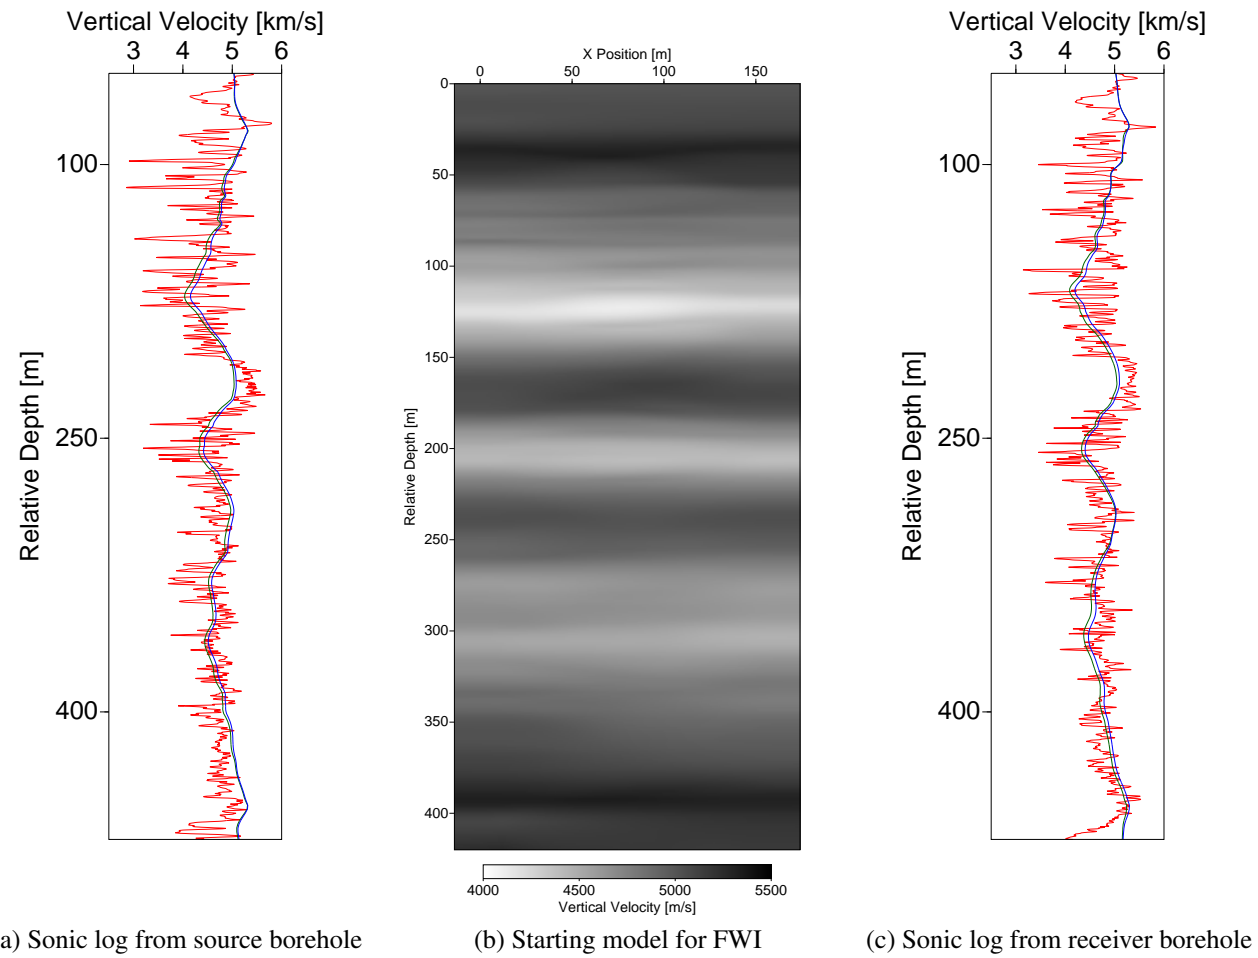 Vertical Velocity [km/s]
3 4 5 6
100
250
400
Relative Depth [m]
X Position [m]
0 50 100 150
0
50
100
150
200
250
300
350
400
Relative Depth [m]
4000 4500 5000 5500
Vertical Velocity [m/s]
Vertical Velocity [km/s]
3 4 5 6
100
250
400
Relative Depth [m]
a) Sonic log from source borehole
(b) Starting model for FWI
(c) Sonic log from receiver borehole